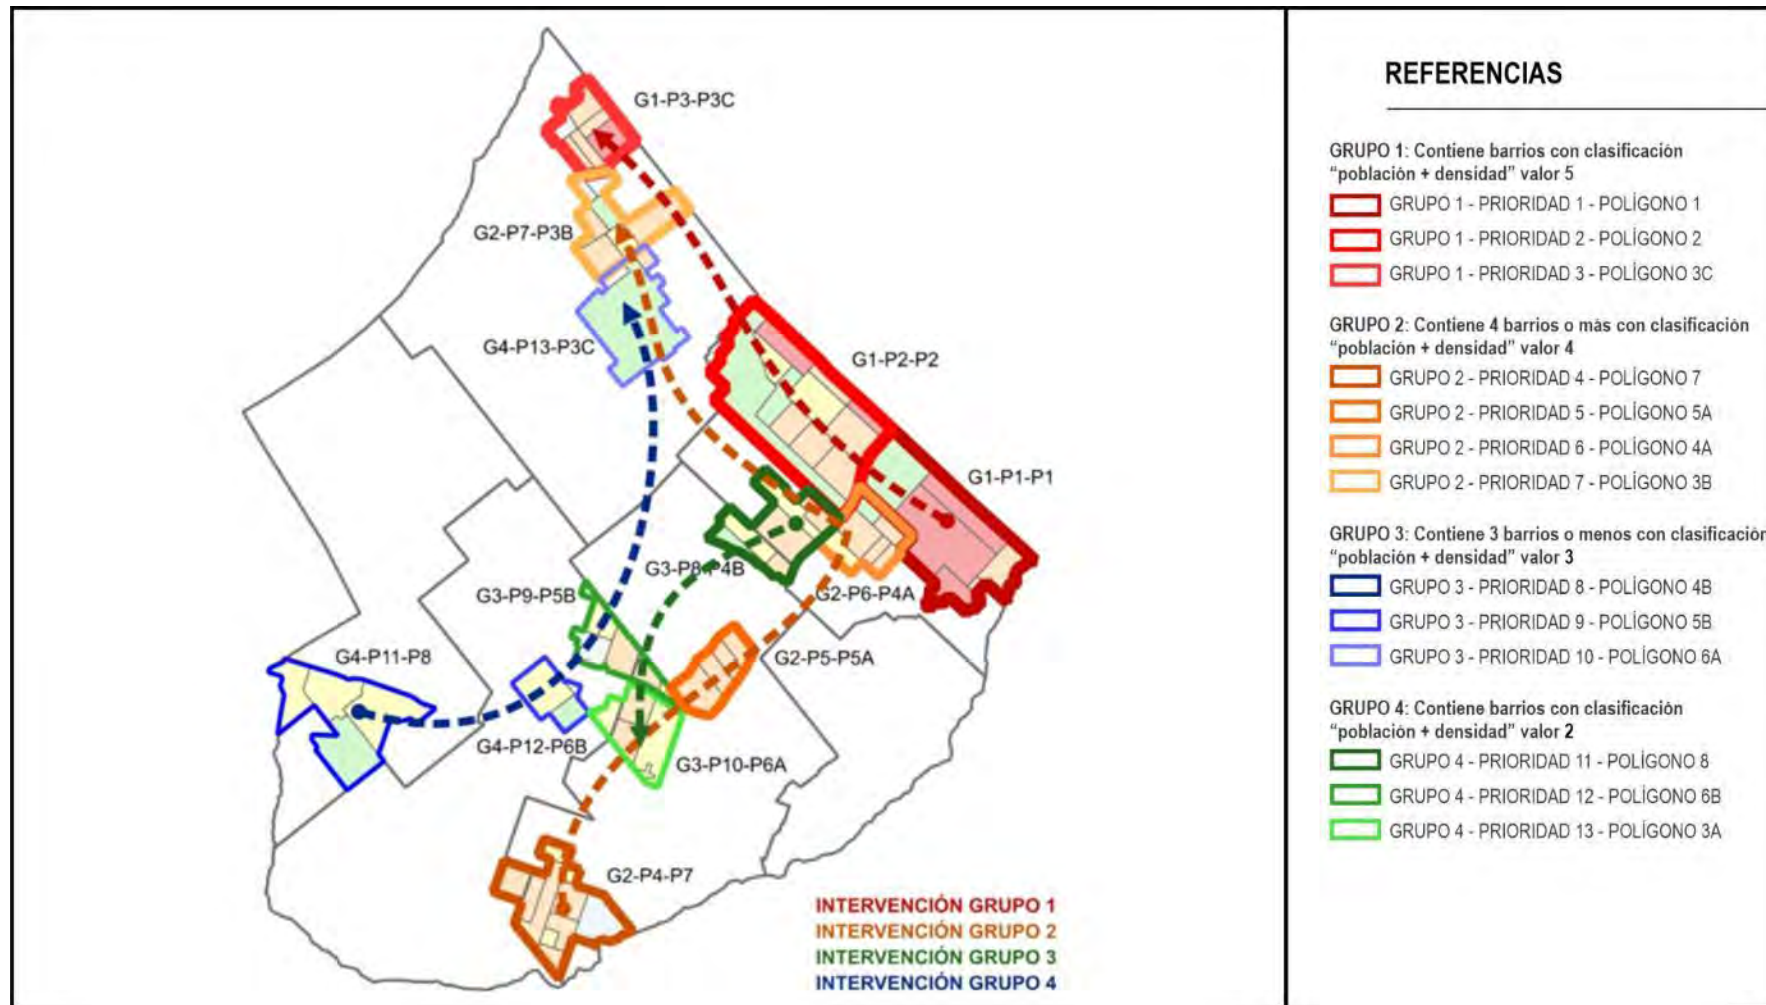 G1-P3-P3C
G2-P7-P3B
G4-P13-P3C
G1-P2-P2
G1-P1-P1
G3-P8-P4B
G3-P9-P5B
G2-P6-P4A
G2-P5-P5A
G4-P11-P8
G4-P12-P6B
G3-P10-P6A
G2-P4-P7
INTERVENCIÓN GRUPO 1
INTERVENCIÓN GRUPO 2
INTERVENCIÓN GRUPO 3
INTERVENCIÓN GRUPO 4
REFERENCIAS
GRUPO 1: Contiene barrios con clasificación
“población + densidad” valor 5
GRUPO 1 - PRIORIDAD 1 - POLÍGONO 1
GRUPO 1 - PRIORIDAD 2 - POLÍGONO 2
GRUPO 1 - PRIORIDAD 3 - POLÍGONO 3C
GRUPO 2: Contiene 4 barrios o más con clasificación
“población + densidad” valor 4
GRUPO 2 - PRIORIDAD 4 - POLÍGONO 7
GRUPO 2 - PRIORIDAD 5 - POLÍGONO 5A
GRUPO 2 - PRIORIDAD 6 - POLÍGONO 4A
GRUPO 2 - PRIORIDAD 7 - POLÍGONO 3B
GRUPO 3: Contiene 3 barrios o menos con clasificación
“población + densidad” valor 3
GRUPO 3 - PRIORIDAD 8 - POLÍGONO 4B
GRUPO 3 - PRIORIDAD 9 - POLÍGONO 5B
GRUPO 3 - PRIORIDAD 10 - POLÍGONO 6A
GRUPO 4: Contiene barrios con clasificación
“población + densidad” valor 2
GRUPO 4 - PRIORIDAD 11 - POLÍGONO 8
GRUPO 4 - PRIORIDAD 12 - POLÍGONO 6B
GRUPO 4 - PRIORIDAD 13 - POLÍGONO 3A